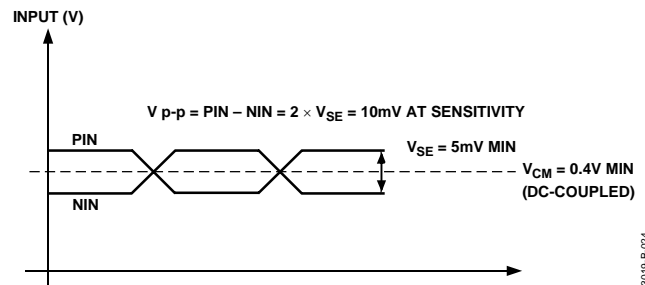 INPUT (V)
V p-p = PIN – NIN = 2 × VSE = 10mV AT SENSITIVITY
PIN
VSE = 5mV MIN
VCM = 0.4V MIN
(DC-COUPLED)
NIN